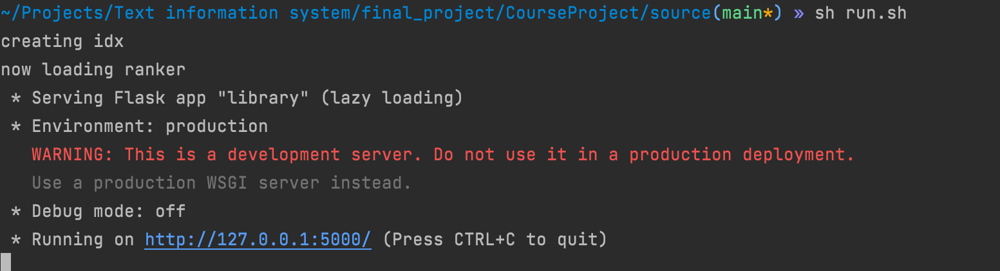 ~/Projects/Text information system/final_project/CourseProject/source(main*) » sh run.sh
creating idx
now loading ranker
 * Serving Flask app "library" (lazy loading)
 * Environment: production
   WARNING: This is a development server. Do not use it in a production deployment.
   Use a production WSGI server instead.
 * Debug mode: off
 * Running on http://127.0.0.1:5000/ (Press CTRL+C to quit)